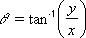 θ = tan⁻¹(y/x)